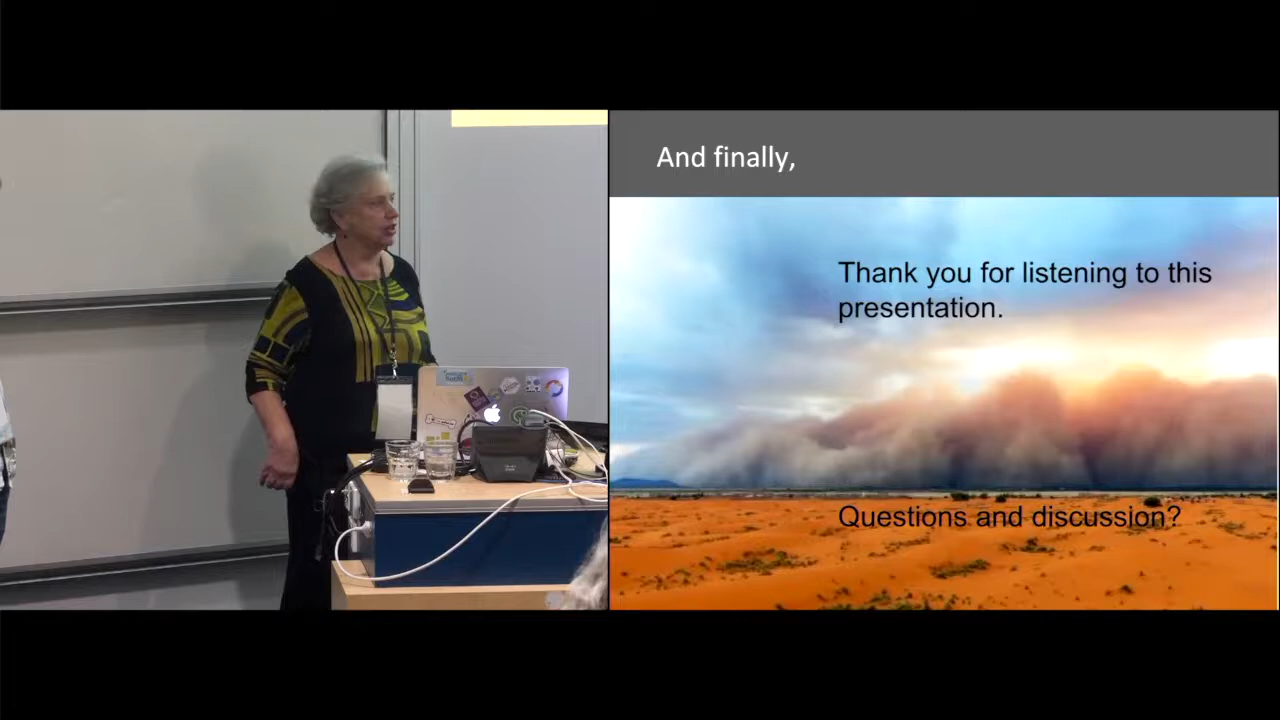 And finally,
Thank you for listening to this
presentation.
Questions and discussion?